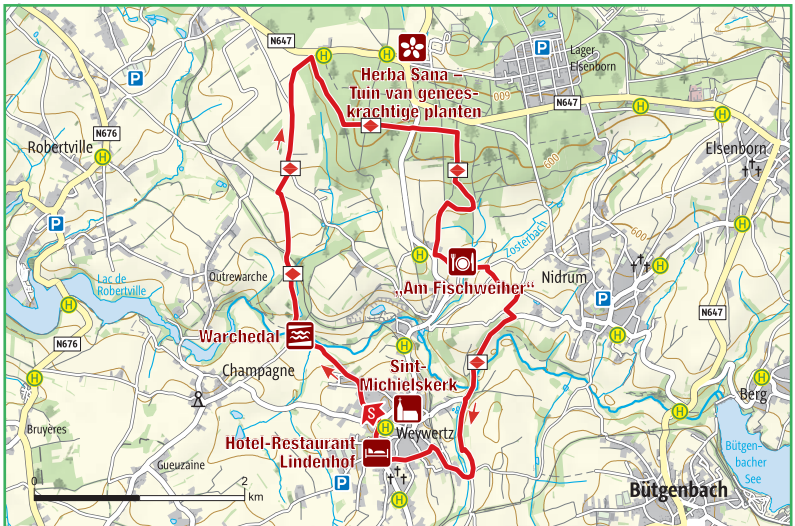 N647
H
H
P
Lager
Elsenborn
P
Herba Sana –
Tuin van genees-
krachtige planten
600
N647
H
H
N676
Robertville
H
Elsenborn
600
P
H
600
Zosterbach
H
H
Nidrum
Outrewarche
Lac de
Robertville
„Am Fischweiher“
P
H
N647
Warchedal
H
H
N676
Sint-
Michielskerk
Champagne
H
H
Berg
S
H
Bruyères
H
Weywertz
Hotel-Restaurant
Lindenhof
Bütgen-
bacher
See
Gueuzaine
P
Bütgenbach
0
2
km
H